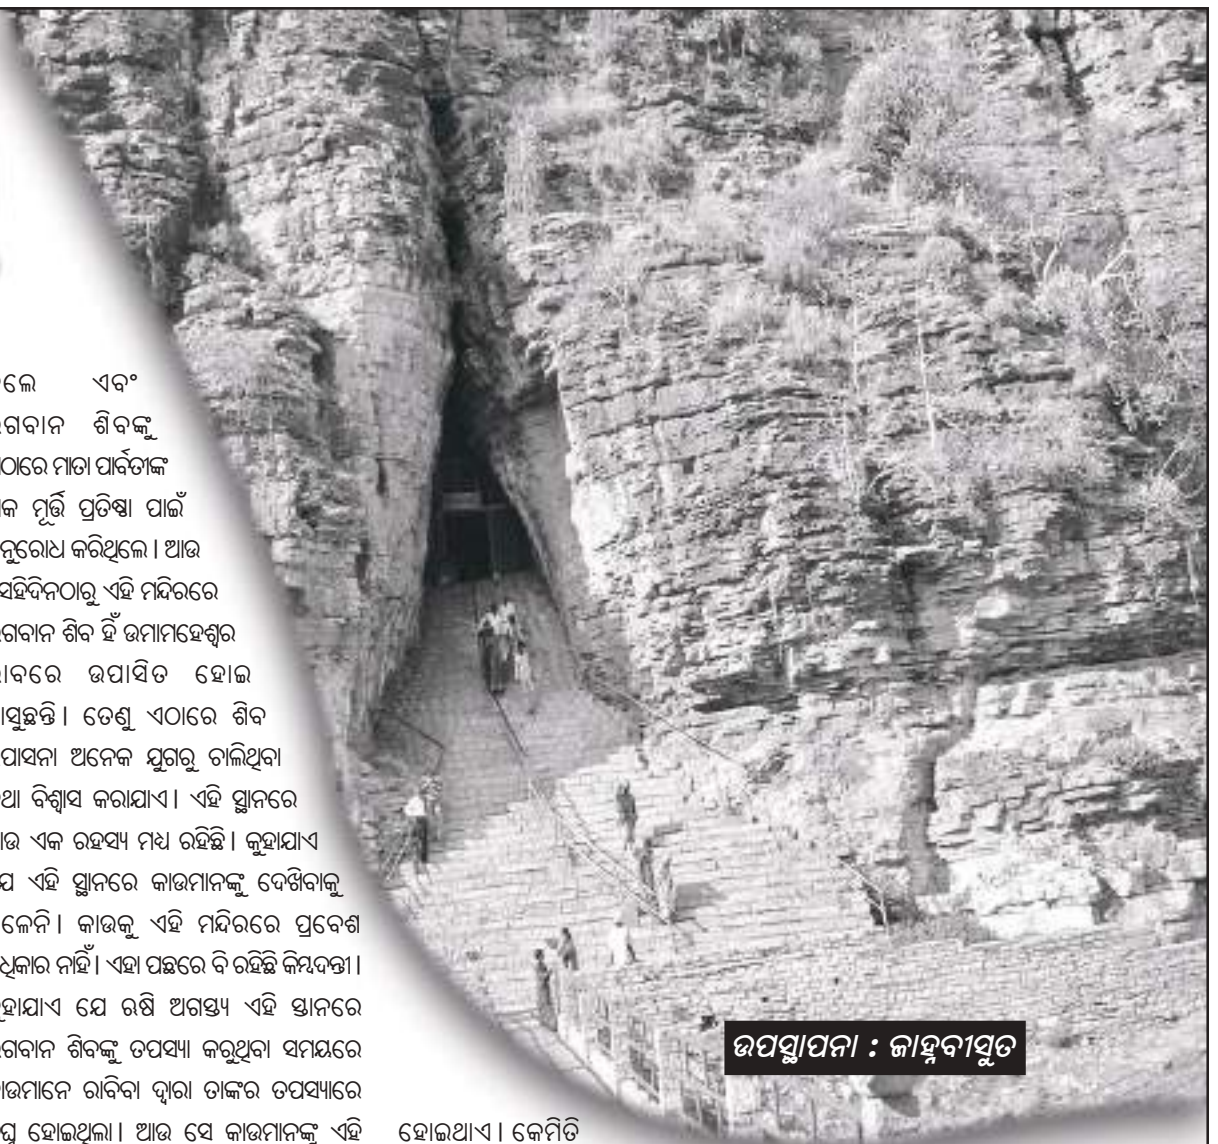 ଲେ ଏବଂ
ଗବାନ ଶିବଙ୍କୁ
ଠାରେ ମାତା ପାର୍ବତୀଙ୍କ
କ ମୂର୍ତ୍ତି ପ୍ରତିଷ୍ଠା ପାଇଁ
ନୁରୋଧ କରିଥିଲେ । ଆଉ
ସହିଦିନଠାରୁ ଏହି ମନ୍ଦିରରେ
ଗବାନ ଶିବ ହିଁ ଉମାମହେଶ୍ୱର
ାବରେ ଉପାସିତ ହୋଇ
ସୁଛନ୍ତି । ତେଣୁ ଏଠାରେ ଶିବ
ପାସନା ଅନେକ ଯୁଗରୁ ଚାଲିଥିବା
ଥା ବିଶ୍ୱାସ କରାଯାଏ । ଏହି ସ୍ଥାନରେ
ଉ ଏକ ରହସ୍ୟ ମଧ୍ୟ ରହିଛି । କୁହାଯାଏ
ଯ ଏହି ସ୍ଥାନରେ କାଉମାନଙ୍କୁ ଦେଖିବାକୁ
ଳେନି । କାଉକୁ ଏହି ମନ୍ଦିରରେ ପ୍ରବେଶ
ଧିକାର ନାହିଁ । ଏହା ପଛରେ ବି ରହିଛି କିମ୍ବଦନ୍ତୀ ।
ହାଯାଏ ଯେ ଋଷି ଅଗସ୍ତ୍ୟ ଏହି ସ୍ତାନରେ
ଗବାନ ଶିବଙ୍କୁ ତପସ୍ୟା କରୁଥିବା ସମୟରେ
ଉମାନେ ରାବିବା ଦ୍ୱାରା ତାଙ୍କର ତପସ୍ୟାରେ
ଘ୍ନ ହୋଇଥିଲା । ଆଉ ସେ କାଉମାନଙ୍କୁ ଏହି
ହୋଇଥାଏ । କେମିତି
ଉପସ୍ଥାପନା : ଜାହ୍ନବୀସୁତ